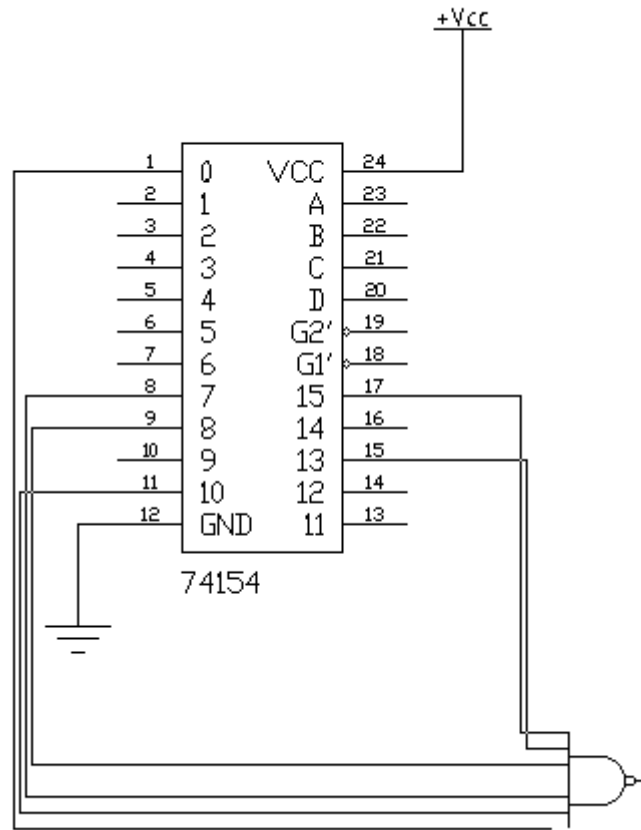 +Vcc
1 0 VCC 24
2 1 A 23
3 2 B 22
4 3 C 21
5 4 D 20
6 5 G2' 19
7 6 G1' 18
8 7 15 17
9 8 14 16
10 9 13 15
11 10 12 14
12 GND 11 13
74154